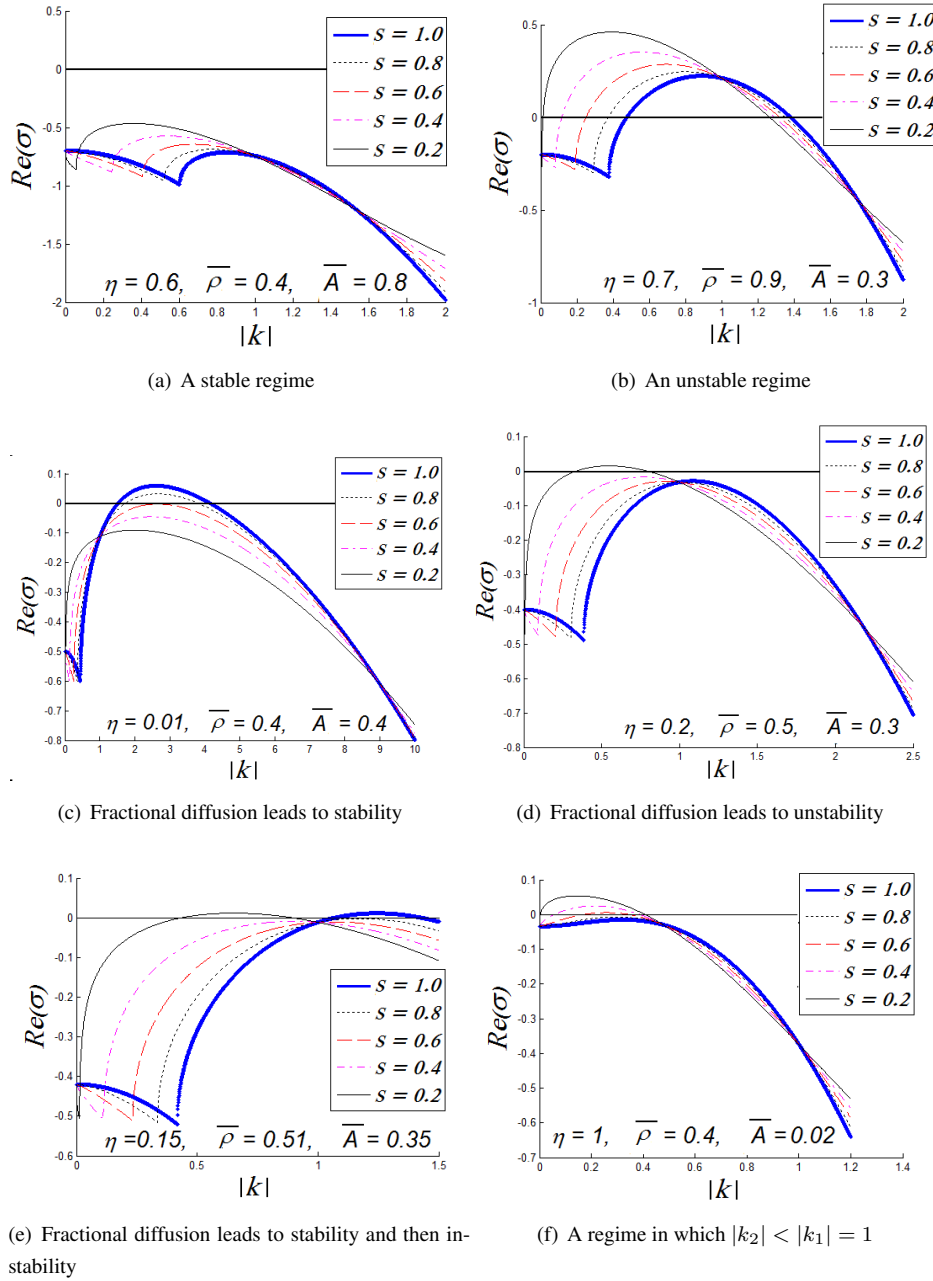 s = 1.0
s = 0.8
s = 0.6
s = 0.4
s = 0.2
0
-0.5
-1
-1.5
-2
Re(σ)
η = 0.6, ρ̅ = 0.4, A̅ = 0.8
0 0.2 0.4 0.6 0.8 1 1.2 1.4 1.6 1.8 2
|k|
(a) A stable regime
s = 1.0
s = 0.8
s = 0.6
s = 0.4
s = 0.2
0.5
0
-0.5
-1
Re(σ)
η = 0.7, ρ̅ = 0.9, A̅ = 0.3
0 0.2 0.4 0.6 0.8 1 1.2 1.4 1.6 1.8 2
|k|
(b) An unstable regime
s = 1.0
s = 0.8
s = 0.6
s = 0.4
s = 0.2
0.1
0
-0.1
-0.2
-0.3
-0.4
-0.5
-0.6
-0.7
-0.8
Re(σ)
η = 0.01, ρ̅ = 0.4, A̅ = 0.4
0 1 2 3 4 5 6 7 8 9 10
|k|
(c) Fractional diffusion leads to stability
s = 1.0
s = 0.8
s = 0.6
s = 0.4
s = 0.2
0.1
0
-0.1
-0.2
-0.3
-0.4
-0.5
-0.6
-0.7
-0.8
Re(σ)
η = 0.2, ρ̅ = 0.5, A̅ = 0.3
0 0.5 1 1.5 2 2.5
|k|
(d) Fractional diffusion leads to unstability
s = 1.0
s = 0.8
s = 0.6
s = 0.4
s = 0.2
0.1
0
-0.1
-0.2
-0.3
-0.4
-0.5
-0.6
Re(σ)
η = 0.15, ρ̅ = 0.51, A̅ = 0.35
0 0.5 1 1.5
|k|
(e) Fractional diffusion leads to stability and then in-
stability
s = 1.0
s = 0.8
s = 0.6
s = 0.4
s = 0.2
0.1
0
-0.1
-0.2
-0.3
-0.4
-0.5
-0.6
-0.7
Re(σ)
η = 1, ρ̅ = 0.4, A̅ = 0.02
0 0.2 0.4 0.6 0.8 1 1.2 1.4
|k|
(f) A regime in which |k₂| < |k₁| = 1